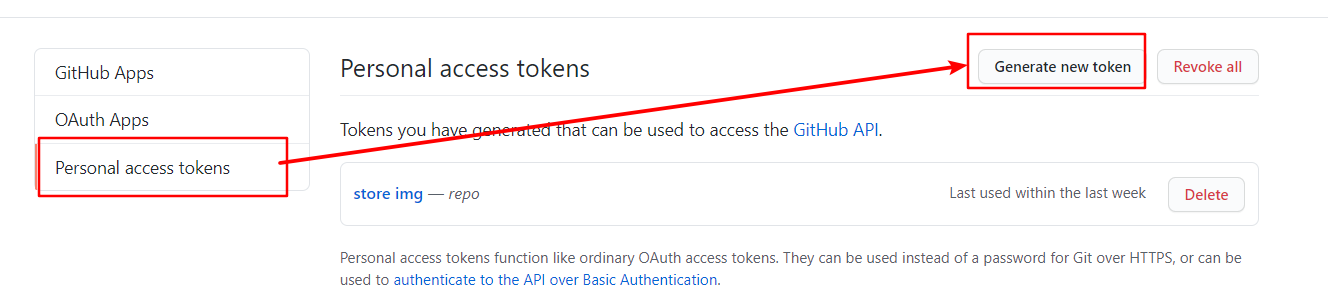 GitHub Apps
OAuth Apps
Personal access tokens
Personal access tokens
Generate new token
Revoke all
Tokens you have generated that can be used to access the GitHub API.
store img — repo
Last used within the last week
Delete
Personal access tokens function like ordinary OAuth access tokens. They can be used instead of a password for Git over HTTPS, or can be
used to authenticate to the API over Basic Authentication.